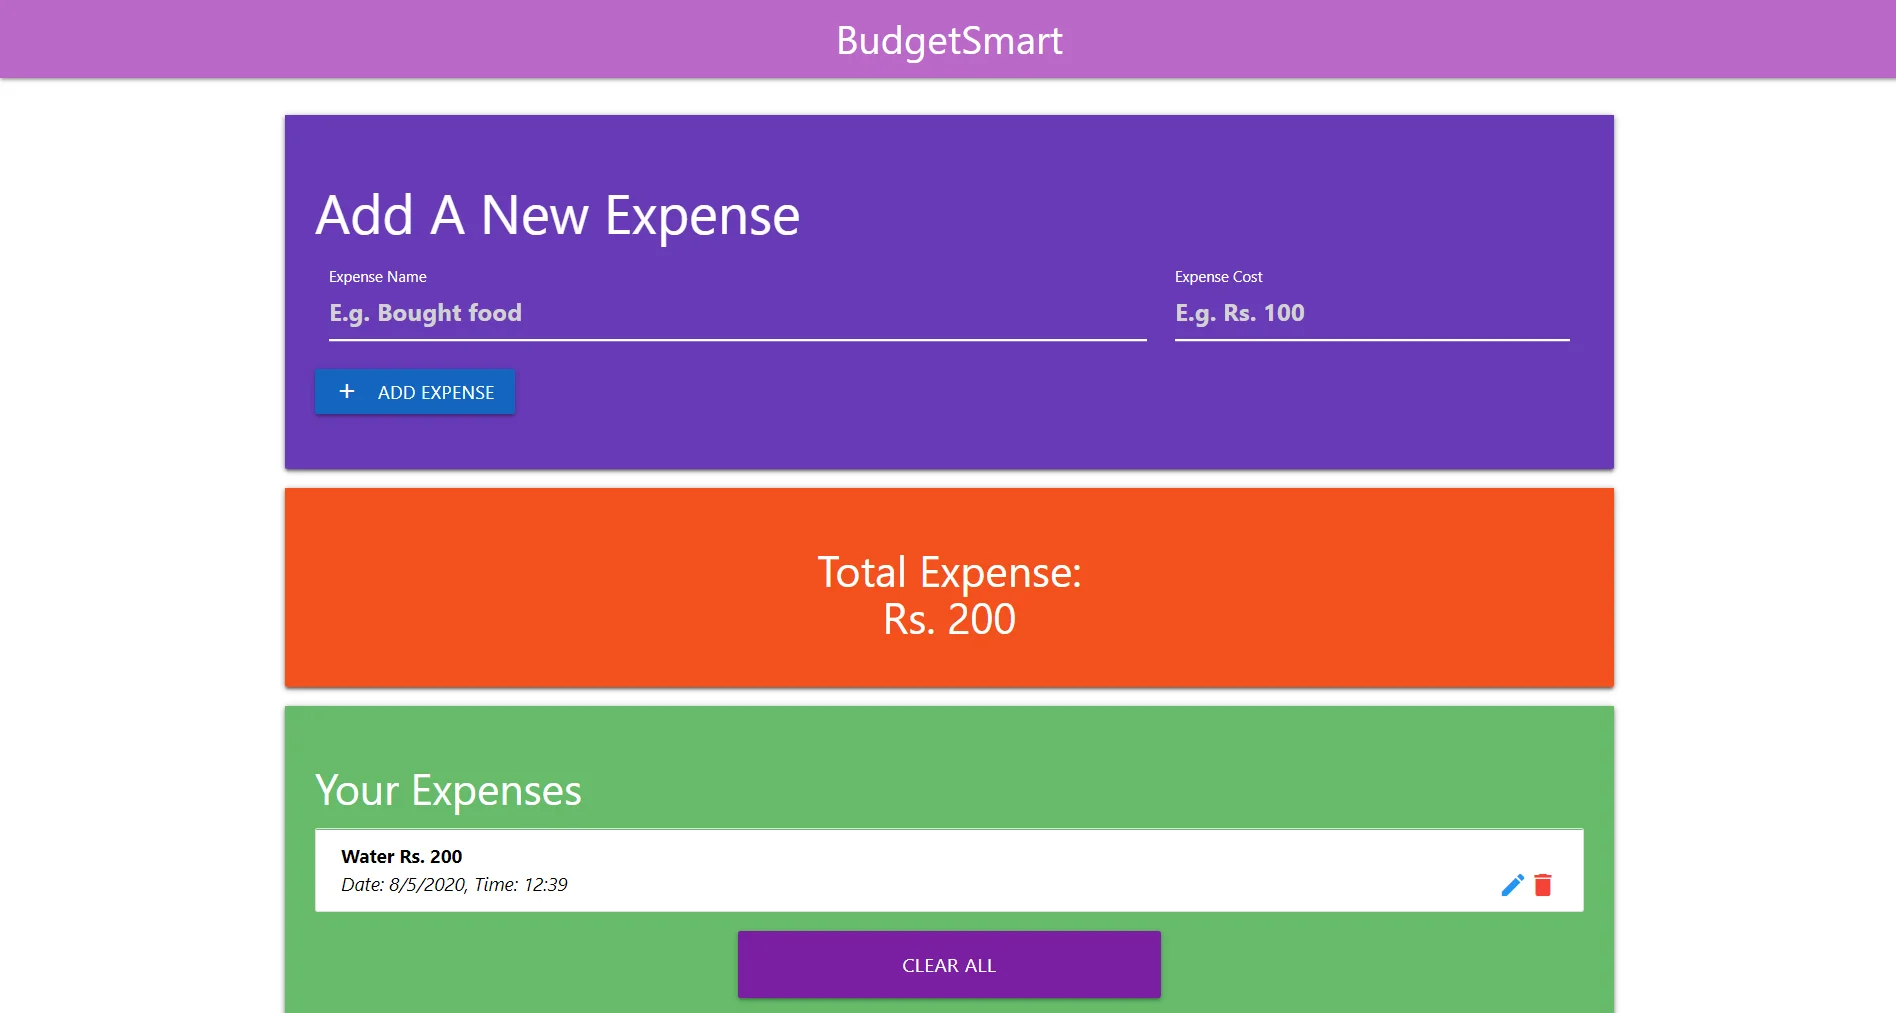 BudgetSmart
Add A New Expense
Expense Name
Expense Cost
E.g. Bought food
E.g. Rs. 100
+ ADD EXPENSE
Total Expense:
Rs. 200
Your Expenses
Water Rs. 200
Date: 8/5/2020, Time: 12:39
CLEAR ALL